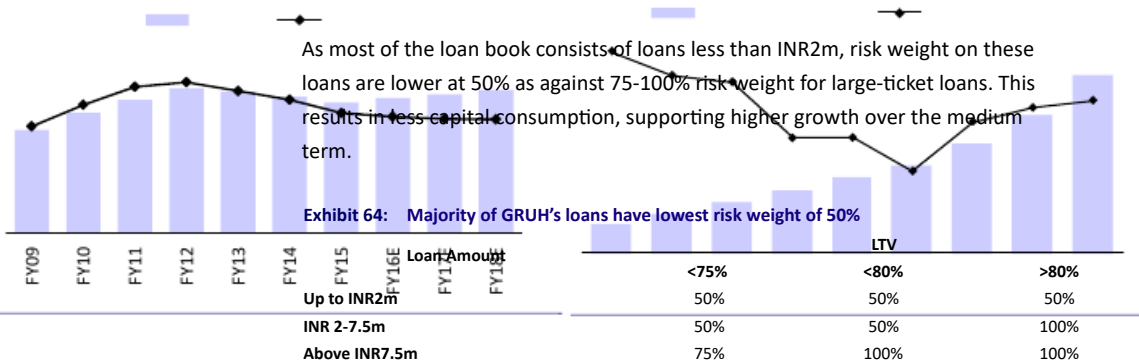 As most of the loan book consists of loans less than INR2m, risk weight on these
loans are lower at 50% as against 75-100% risk weight for large-ticket loans. This
results in less capital consumption, supporting higher growth over the medium
term.
Exhibit 64: Majority of GRUH's loans have lowest risk weight of 50%
Loan Amount LTV
<75% <80% >80%
Up to INR2m 50% 50% 50%
INR 2-7.5m 50% 50% 100%
Above INR7.5m 75% 100% 100%
FY09
FY10
FY11
FY12
FY13
FY14
FY15
FY16E
FY17E
FY18E